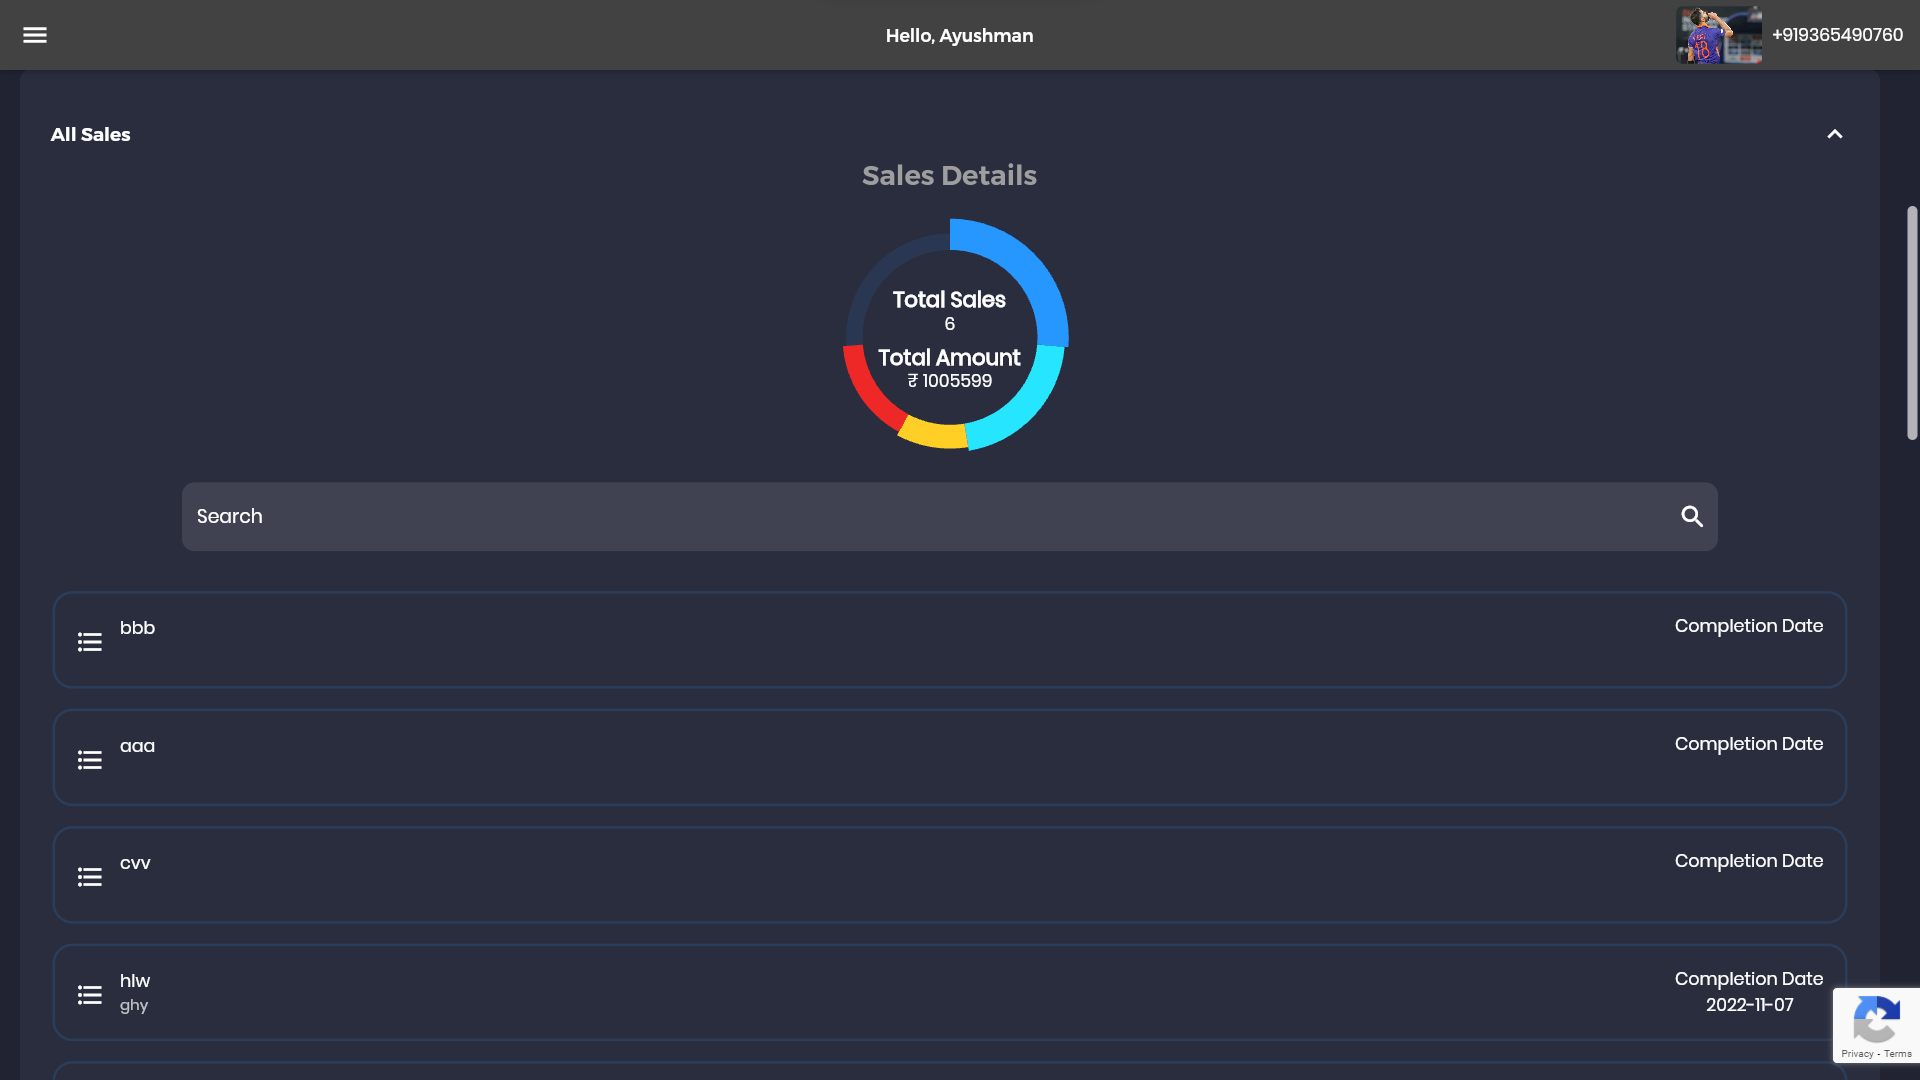 Hello, Ayushman
+919365490760
All Sales
Sales Details
Total Sales
6
Total Amount
₹ 1005599
Search
bbb
Completion Date
aaa
Completion Date
cvv
Completion Date
hlw
Completion Date
ghy
2022-11-07
18
Privacy - Terms